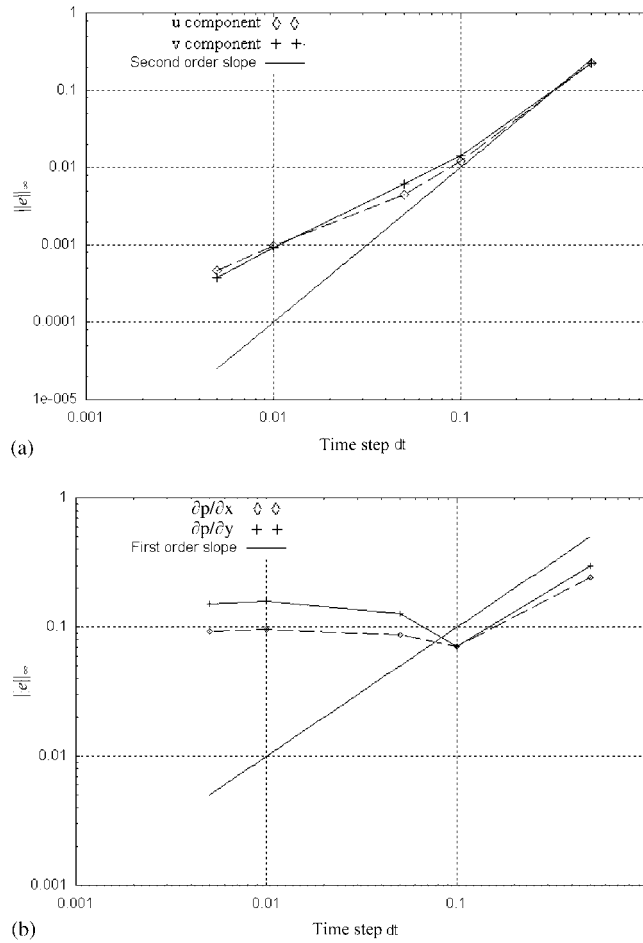 1
u component
v component
Second order slope
0.1
0.01
||e||∞
0.001
0.0001
1e-005
0.001
0.01
0.1
Time step dt
(a)
1
∂p/∂x
∂p/∂y
First order slope
0.1
||e||∞
0.01
0.001
0.001
0.01
0.1
Time step dt
(b)